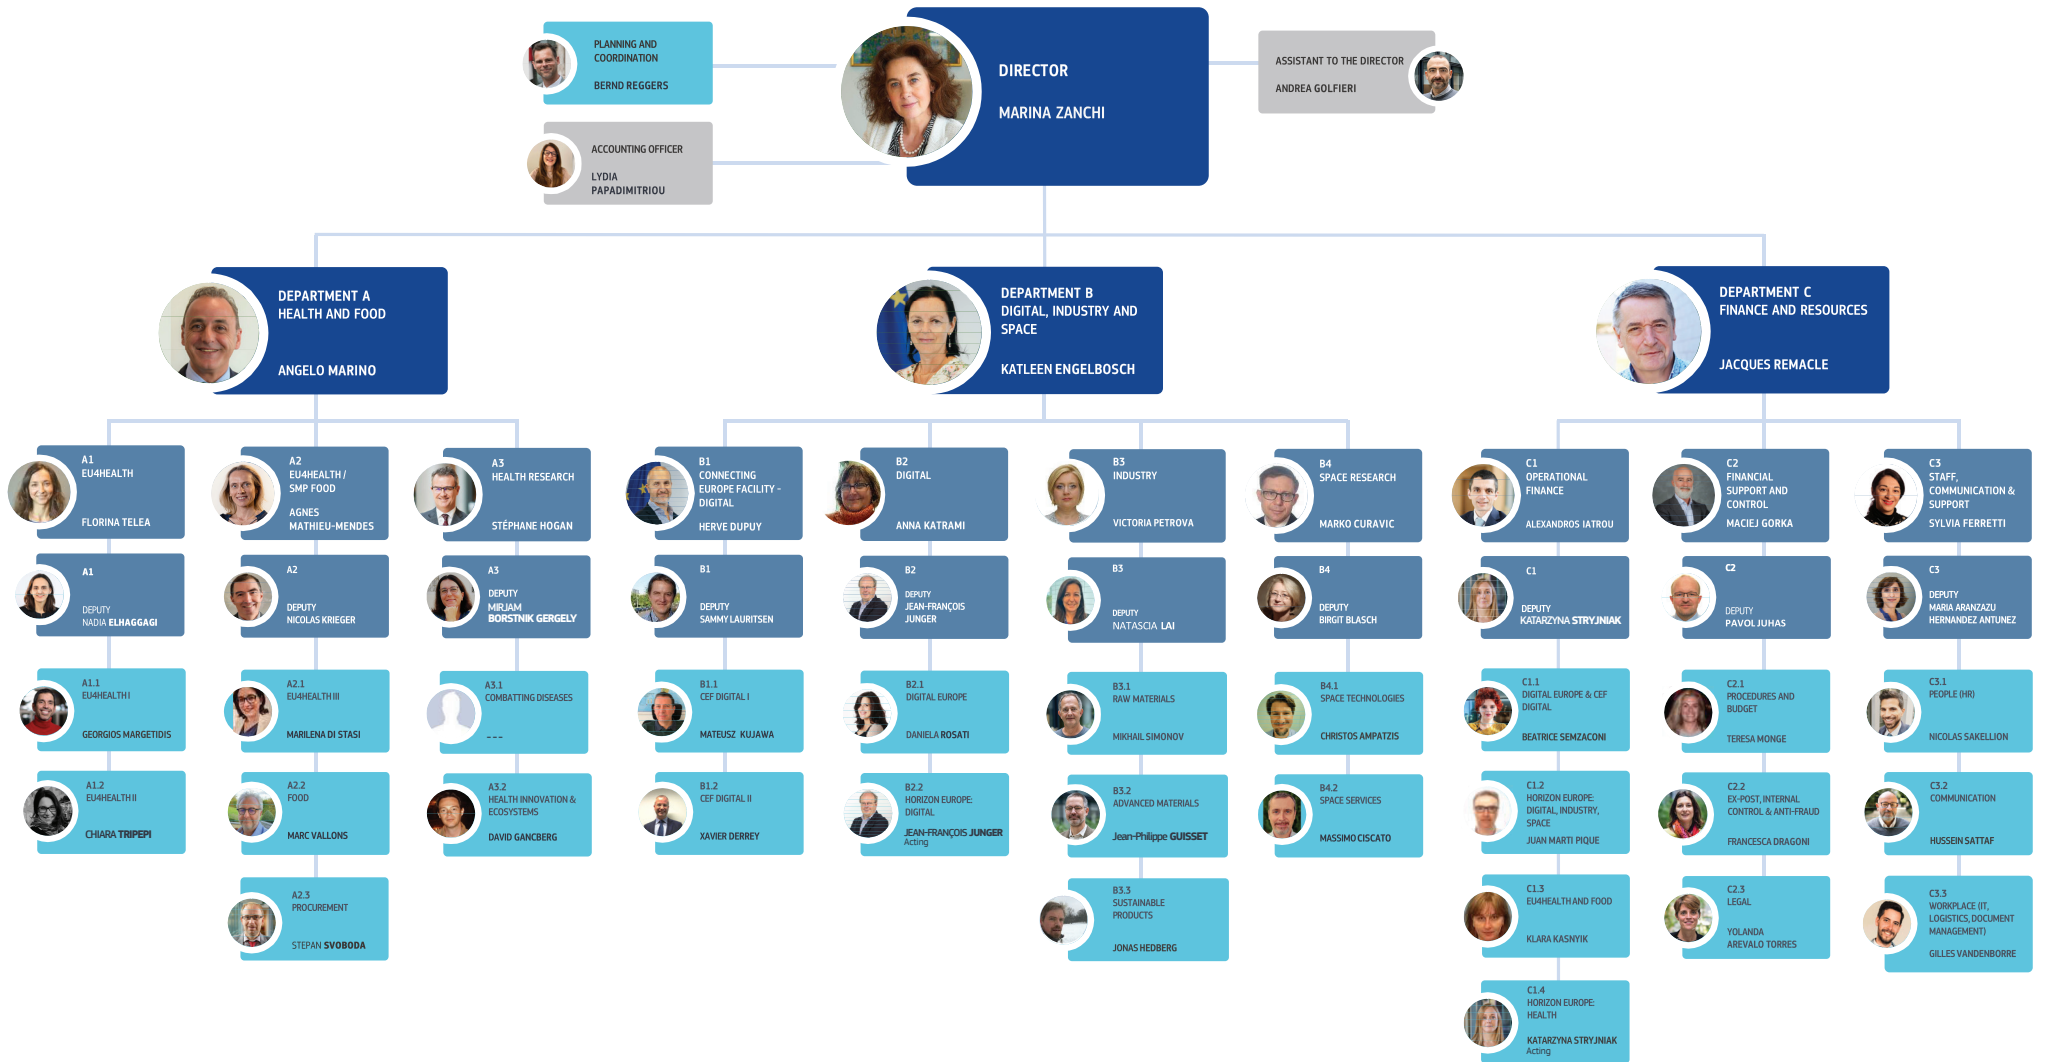 PLANNING AND
COORDINATION
BERND REGGERS
ACCOUNTING OFFICER
LYDIA
PAPADIMITRIOU
DIRECTOR
MARINA ZANCHI
ASSISTANT TO THE DIRECTOR
ANDREA GOLFIERI
DEPARTMENT A
HEALTH AND FOOD
ANGELO MARINO
DEPARTMENT B
DIGITAL, INDUSTRY AND
SPACE
KATLEEN ENGELBOSCH
DEPARTMENT C
FINANCE AND RESOURCES
JACQUES REMACLE
A1
EU4HEALTH
FLORINA TELEA
A2
EU4HEALTH /
SMP FOOD
AGNES
MATHIEU-MENDES
A3
HEALTH RESEARCH
STÉPHANE HOGAN
B1
CONNECTING
EUROPE FACILITY -
DIGITAL
HERVE DUPUY
B2
DIGITAL
ANNA KATRAMI
B3
INDUSTRY
VICTORIA PETROVA
B4
SPACE RESEARCH
MARKO CURAVIC
C1
OPERATIONAL
FINANCE
ALEXANDROS IATROU
C2
FINANCIAL
SUPPORT AND
CONTROL
MACIEJ GORKA
C3
STAFF,
COMMUNICATION &
SUPPORT
SYLVIA FERRETTI
A1
DEPUTY
NADIA ELHAGGAGI
A2
DEPUTY
NICOLAS KRIEGER
A3
DEPUTY
MIRJAM
BORSTNIK GERGELY
B1
DEPUTY
SAMMY LAURITSEN
B2
DEPUTY
JEAN-FRANÇOIS
JUNGER
B3
DEPUTY
NATASCIA LAI
B4
DEPUTY
BIRGIT BLASCH
C1
DEPUTY
KATARZYNA STRYJNIAK
C2
DEPUTY
PAVOL JUHAS
C3
DEPUTY
MARIA ARANZAZU
HERNANDEZ ANTUNEZ
A1.1
EU4HEALTH I
GEORGIOS MARGETIDIS
A2.1
EU4HEALTH III
MARILENA DI STASI
A3.1
COMBATTING DISEASES
---
B1.1
CEF DIGITAL I
MATEUSZ KUJAWA
B2.1
DIGITAL EUROPE
DANIELA ROSATI
B3.1
RAW MATERIALS
MIKHAIL SIMONOV
B4.1
SPACE TECHNOLOGIES
CHRISTOS AMPATZIS
C1.1
DIGITAL EUROPE & CEF
DIGITAL
BEATRICE SEMZACONI
C2.1
PROCEDURES AND
BUDGET
TERESA MONGE
C3.1
PEOPLE (HR)
NICOLAS SAKELLION
A1.2
EU4HEALTH II
CHIARA TRIPEPI
A2.2
FOOD
MARC VALLONS
A3.2
HEALTH INNOVATION &
ECOSYSTEMS
DAVID GANCBERG
B1.2
CEF DIGITAL II
XAVIER DERREY
B2.2
HORIZON EUROPE:
DIGITAL
JEAN-FRANÇOIS JUNGER
Acting
B3.2
ADVANCED MATERIALS
Jean-Philippe GUISSET
B4.2
SPACE SERVICES
MASSIMO CISCATO
C1.2
HORIZON EUROPE:
DIGITAL, INDUSTRY,
SPACE
JUAN MARTI PIQUE
C2.2
EX-POST, INTERNAL
CONTROL & ANTI-FRAUD
FRANCESCA DRAGONI
C3.2
COMMUNICATION
HUSSEIN SATTAF
A2.3
PROCUREMENT
STEPAN SVOBODA
B3.3
SUSTAINABLE
PRODUCTS
JONAS HEDBERG
C1.3
EU4HEALTH AND FOOD
KLARA KASNYIK
C2.3
LEGAL
YOLANDA
AREVALO TORRES
C3.3
WORKPLACE (IT,
LOGISTICS, DOCUMENT
MANAGEMENT)
GILLES VANDENBORRE
C1.4
HORIZON EUROPE:
HEALTH
KATARZYNA STRYJNIAK
Acting